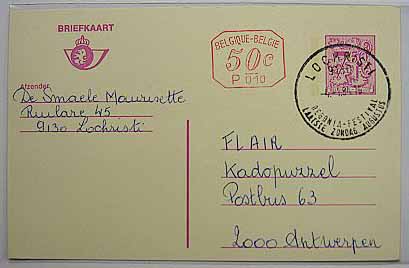 BRIEFKAART
BELGIQUE-BELGIE
50c
P 010
LOCHRISTI
BEGONIA-FESTIVAL
LAATSTE ZONDAG AUGUSTUS
Afzender
De Smaele Maurisette
Ruilare 45
9130 Lochristi
FLAIR
Kadopuzzel
Postbus 63
2000 Antwerpen